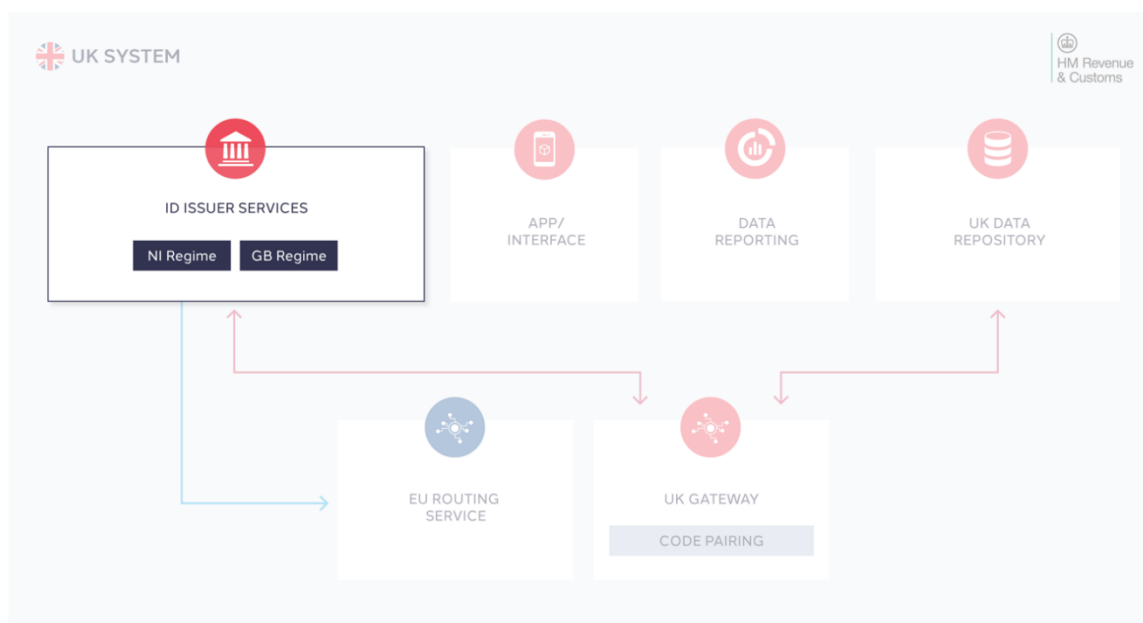 UK SYSTEM
HM Revenue
& Customs
ID ISSUER SERVICES
NI Regime
GB Regime
APP/
INTERFACE
DATA
REPORTING
UK DATA
REPOSITORY
EU ROUTING
SERVICE
UK GATEWAY
CODE PAIRING